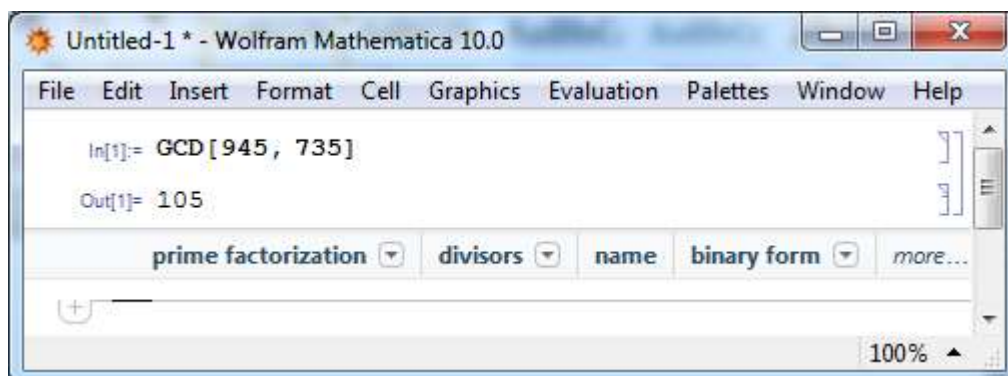 Untitled-1 * - Wolfram Mathematica 10.0
File Edit Insert Format Cell Graphics Evaluation Palettes Window Help
In[1]:= GCD[945, 735]
Out[1]= 105
prime factorization divisors name binary form more...
100%